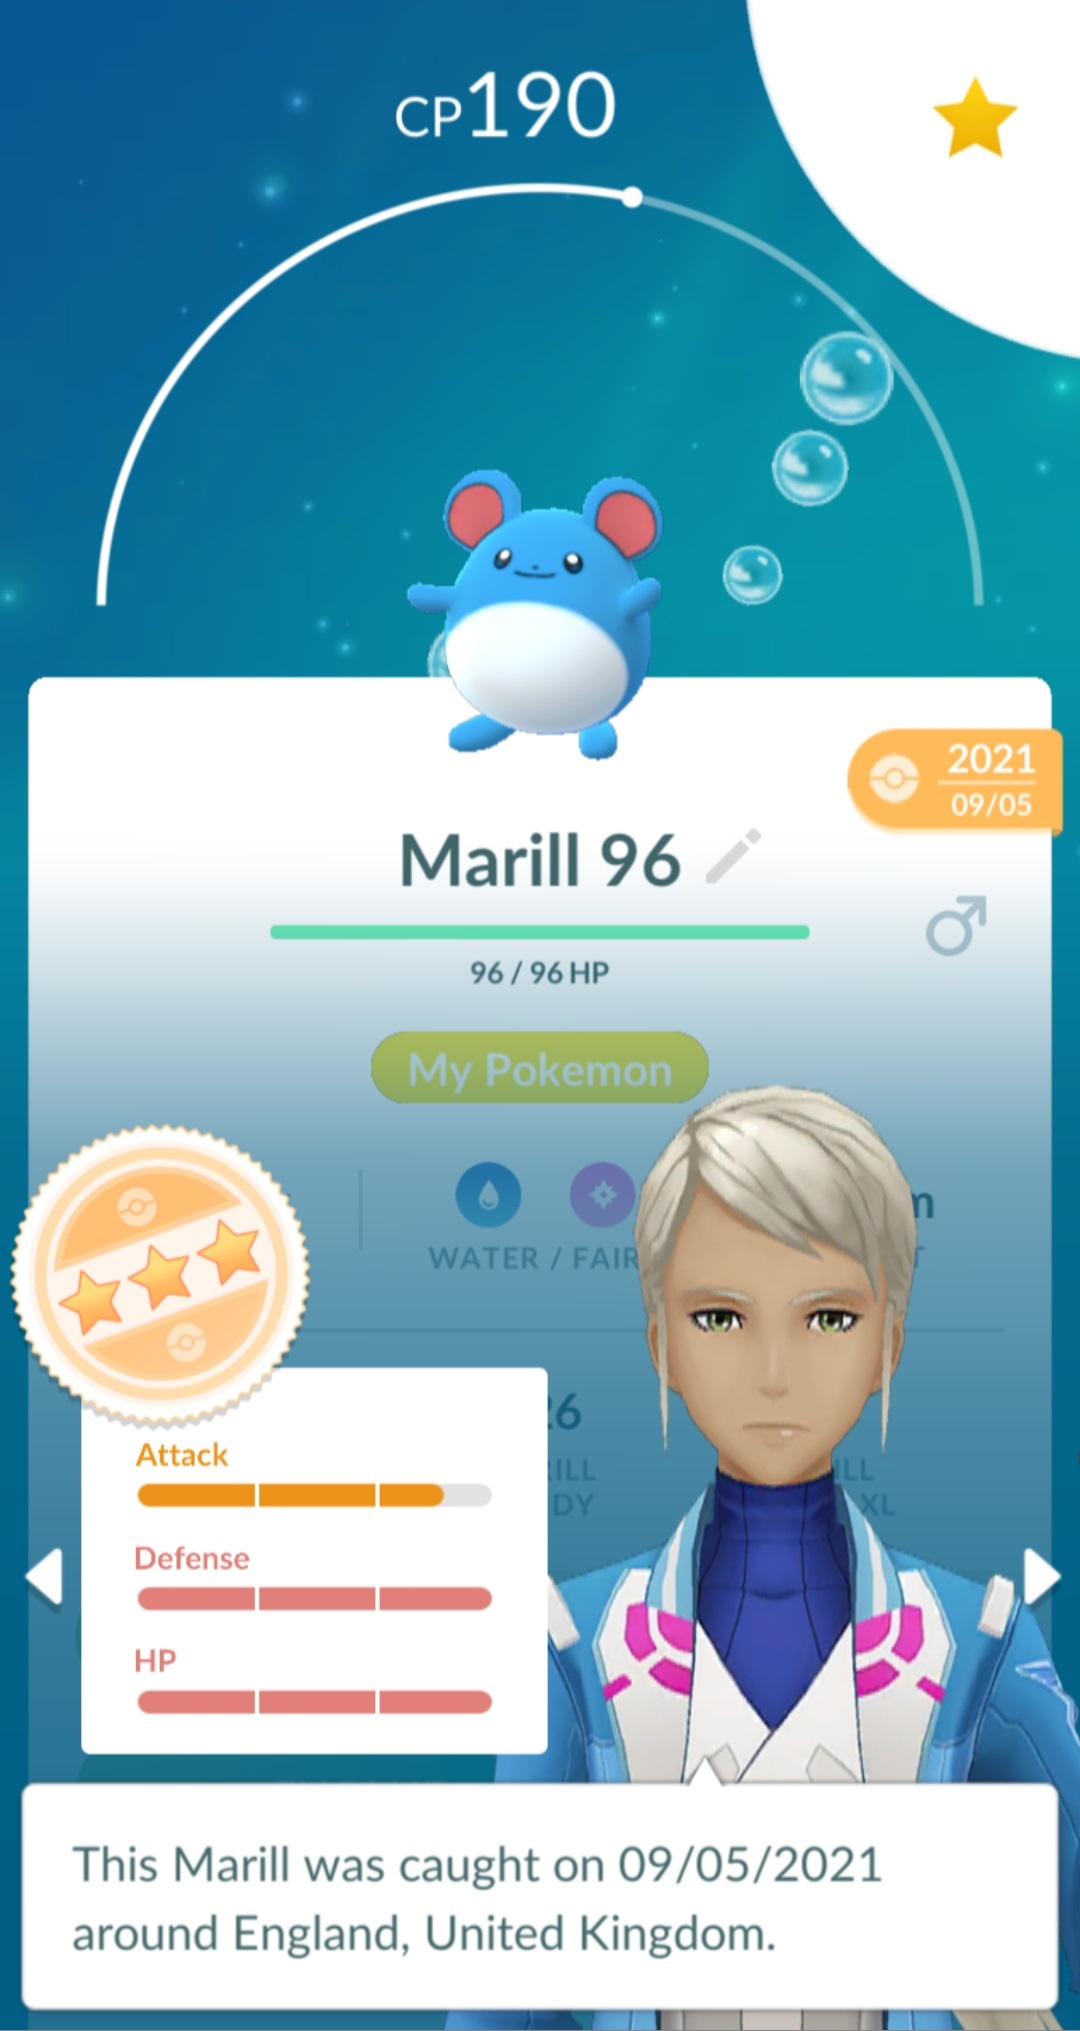 CP190
2021
09/05
Marill 96
96 / 96 HP
My Pokemon
WATER /
Attack
Defense
HP
This Marill was caught on 09/05/2021
around England, United Kingdom.